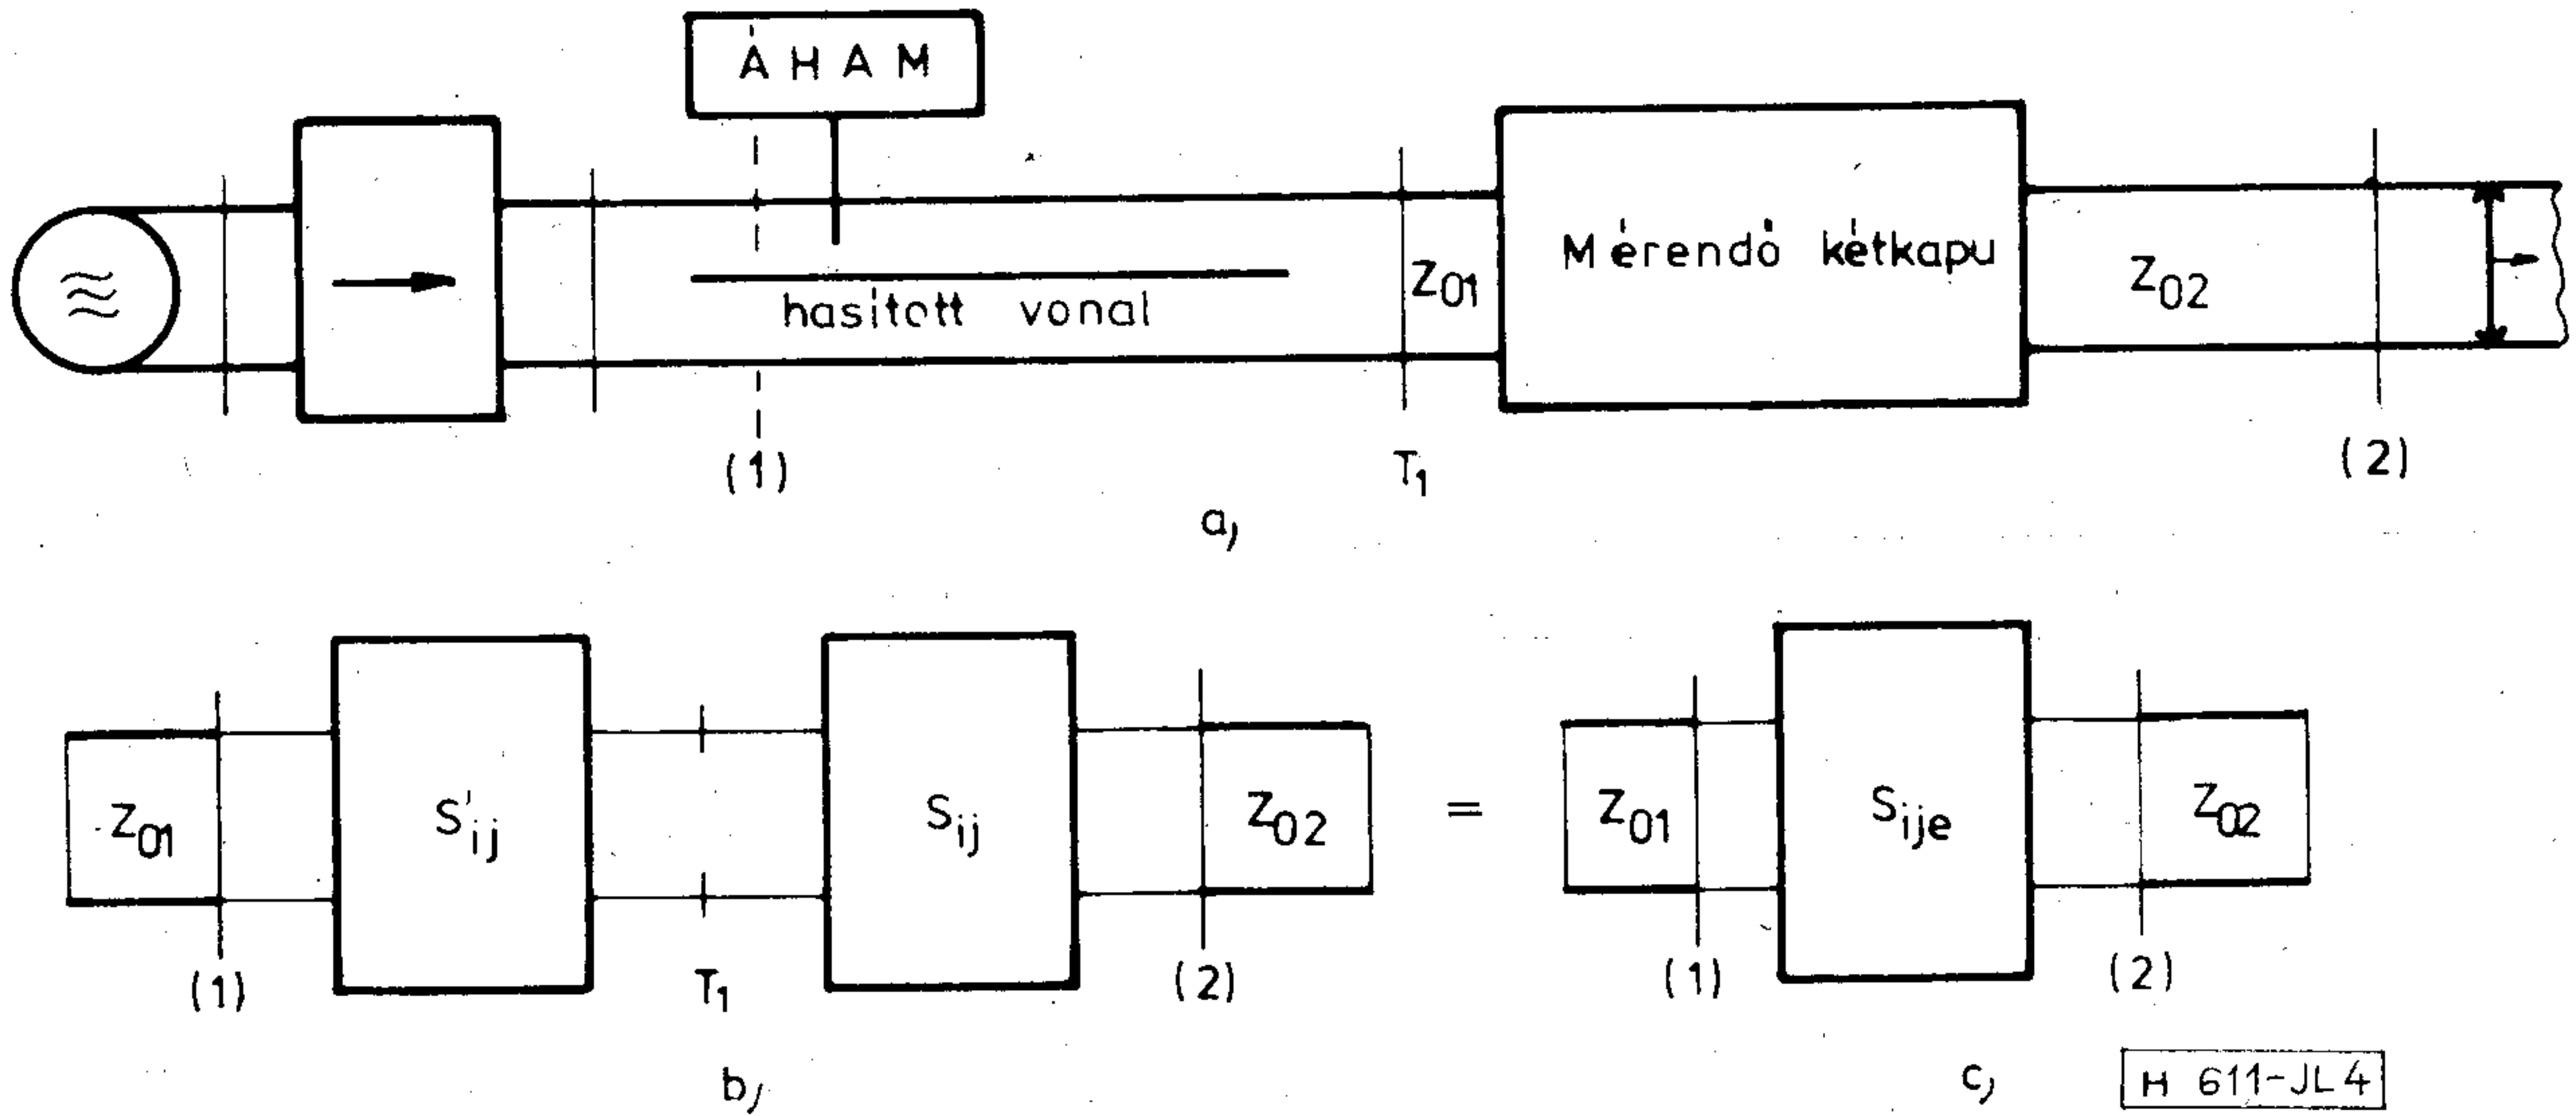 ÁHAM
Z01
Mérendő kétkapu
Z02
hasított vonal
(1)
T1
(2)
a)
Z01
S'ij
Sij
Z02
=
Z01
Sije
Z02
(1)
T1
(2)
(1)
(2)
b)
c)
H 611-JL4